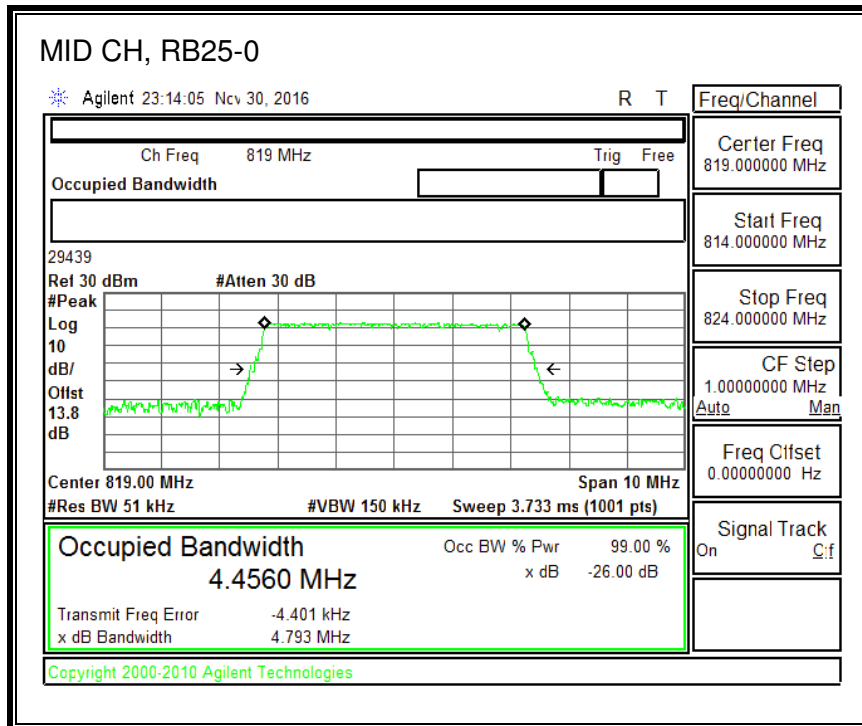 MID CH, RB25-0
Agilent 23:14:05 Nov 30, 2016 R T
Freq/Channel
Ch Freq 819 MHz Trig Free
Occupied Bandwidth
Center Freq
819.000000 MHz
Start Freq
814.000000 MHz
Stop Freq
824.000000 MHz
CF Step
1.00000000 MHz
Auto Man
Freq Offset
0.00000000 Hz
Signal Track
On Off
29439
Ref 30 dBm #Atten 30 dB
#Peak
Log
10
dB/
Offst
13.8
dB
Center 819.00 MHz Span 10 MHz
#Res BW 51 kHz #VBW 150 kHz Sweep 3.733 ms (1001 pts)
Occupied Bandwidth Occ BW % Pwr 99.00 %
4.4560 MHz x dB -26.00 dB
Transmit Freq Error -4.401 kHz
x dB Bandwidth 4.793 MHz
Copyright 2000-2010 Agilent Technologies